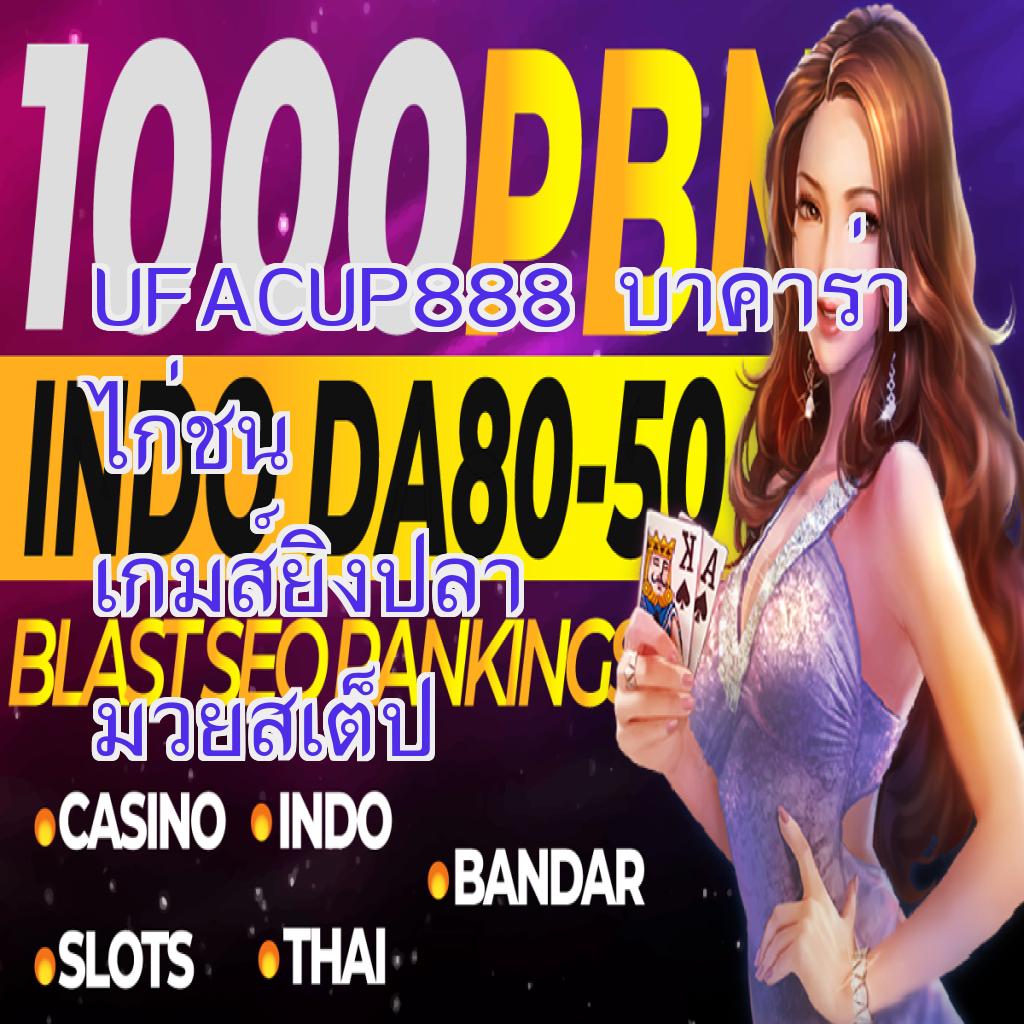 1000PBN
UFACUP888 บาคาร่า
INDO DA80-50
ไก่ชน
เกมส์ยิงปลา
BLAST SEO RANKINGS
มวยสเต็ป
CASINO
INDO
BANDAR
SLOTS
THAI
K
A